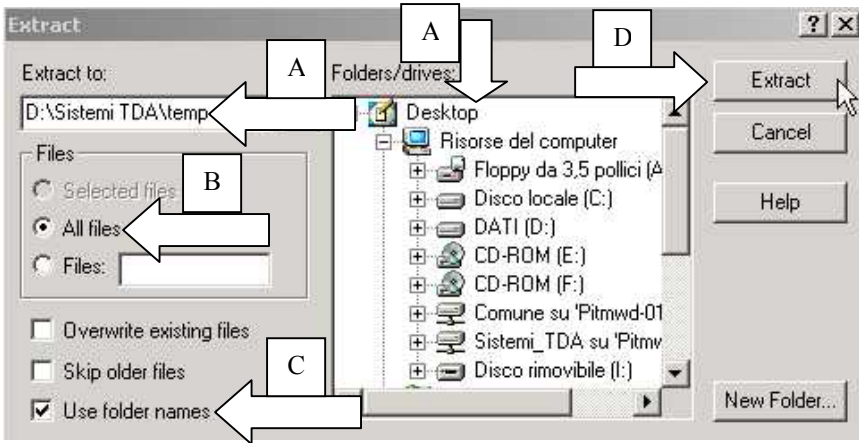 Extract
Extract to:
D:\Sistemi TDA\temp
A
Files
Selected files
B
All files
Files:
Overwrite existing files
Skip older files
C
Use folder names
A
Folders/drives:
Desktop
Risorse del computer
Floppy da 3,5 pollici (A
Disco locale (C:)
DATI (D:)
CD-ROM (E:)
CD-ROM (F:)
Comune su 'Pitmwd-01
Sistemi_TDA su 'Pitmw
Disco rimovibile (I:)
D
Extract
Cancel
Help
New Folder...